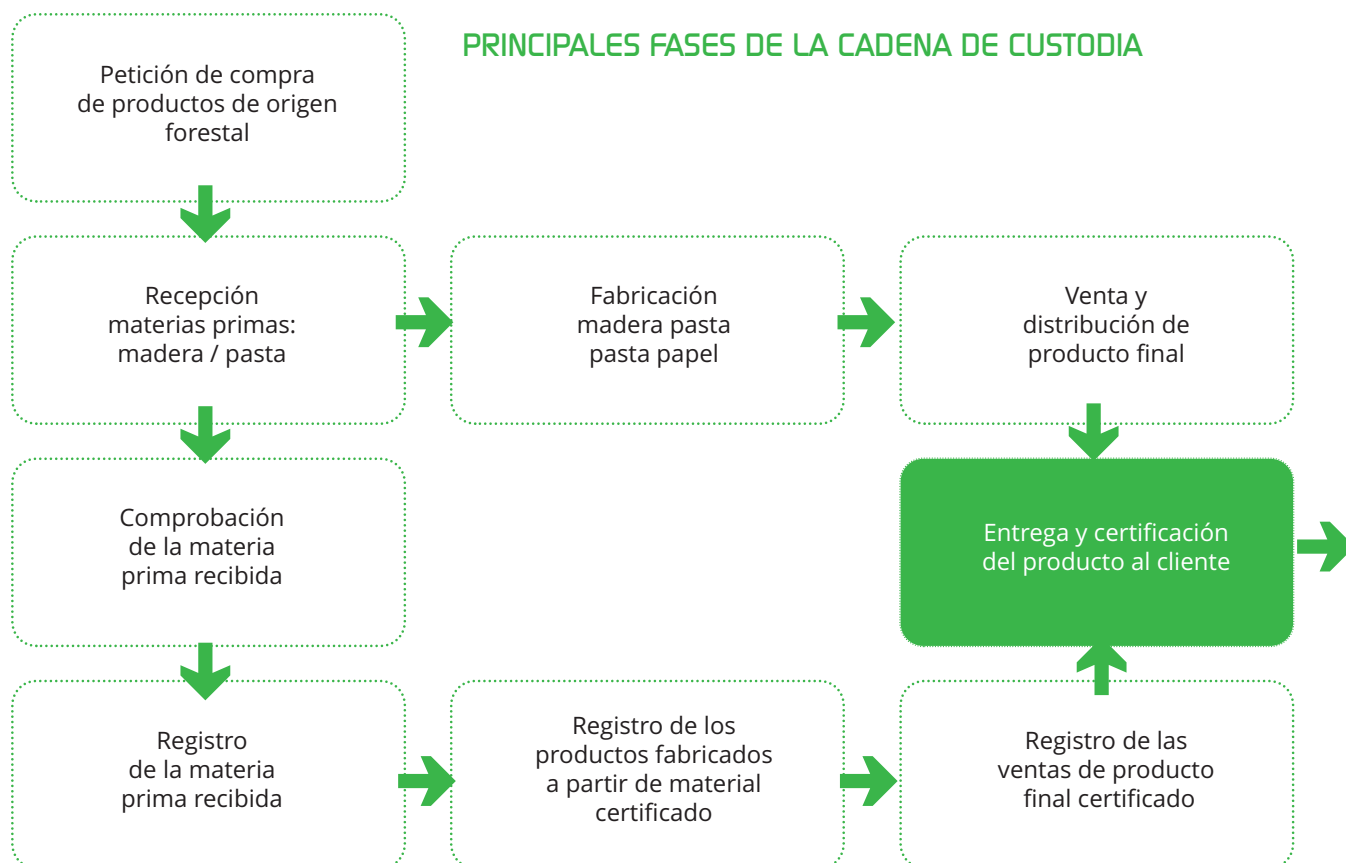 PRINCIPALES FASES DE LA CADENA DE CUSTODIA
Petición de compra
de productos de origen
forestal
Recepción
materias primas:
madera / pasta
Fabricación
madera pasta
pasta papel
Venta y
distribución de
producto final
Comprobación
de la materia
prima recibida
Entrega y certificación
del producto al cliente
Registro
de la materia
prima recibida
Registro de los
productos fabricados
a partir de material
certificado
Registro de las
ventas de producto
final certificado